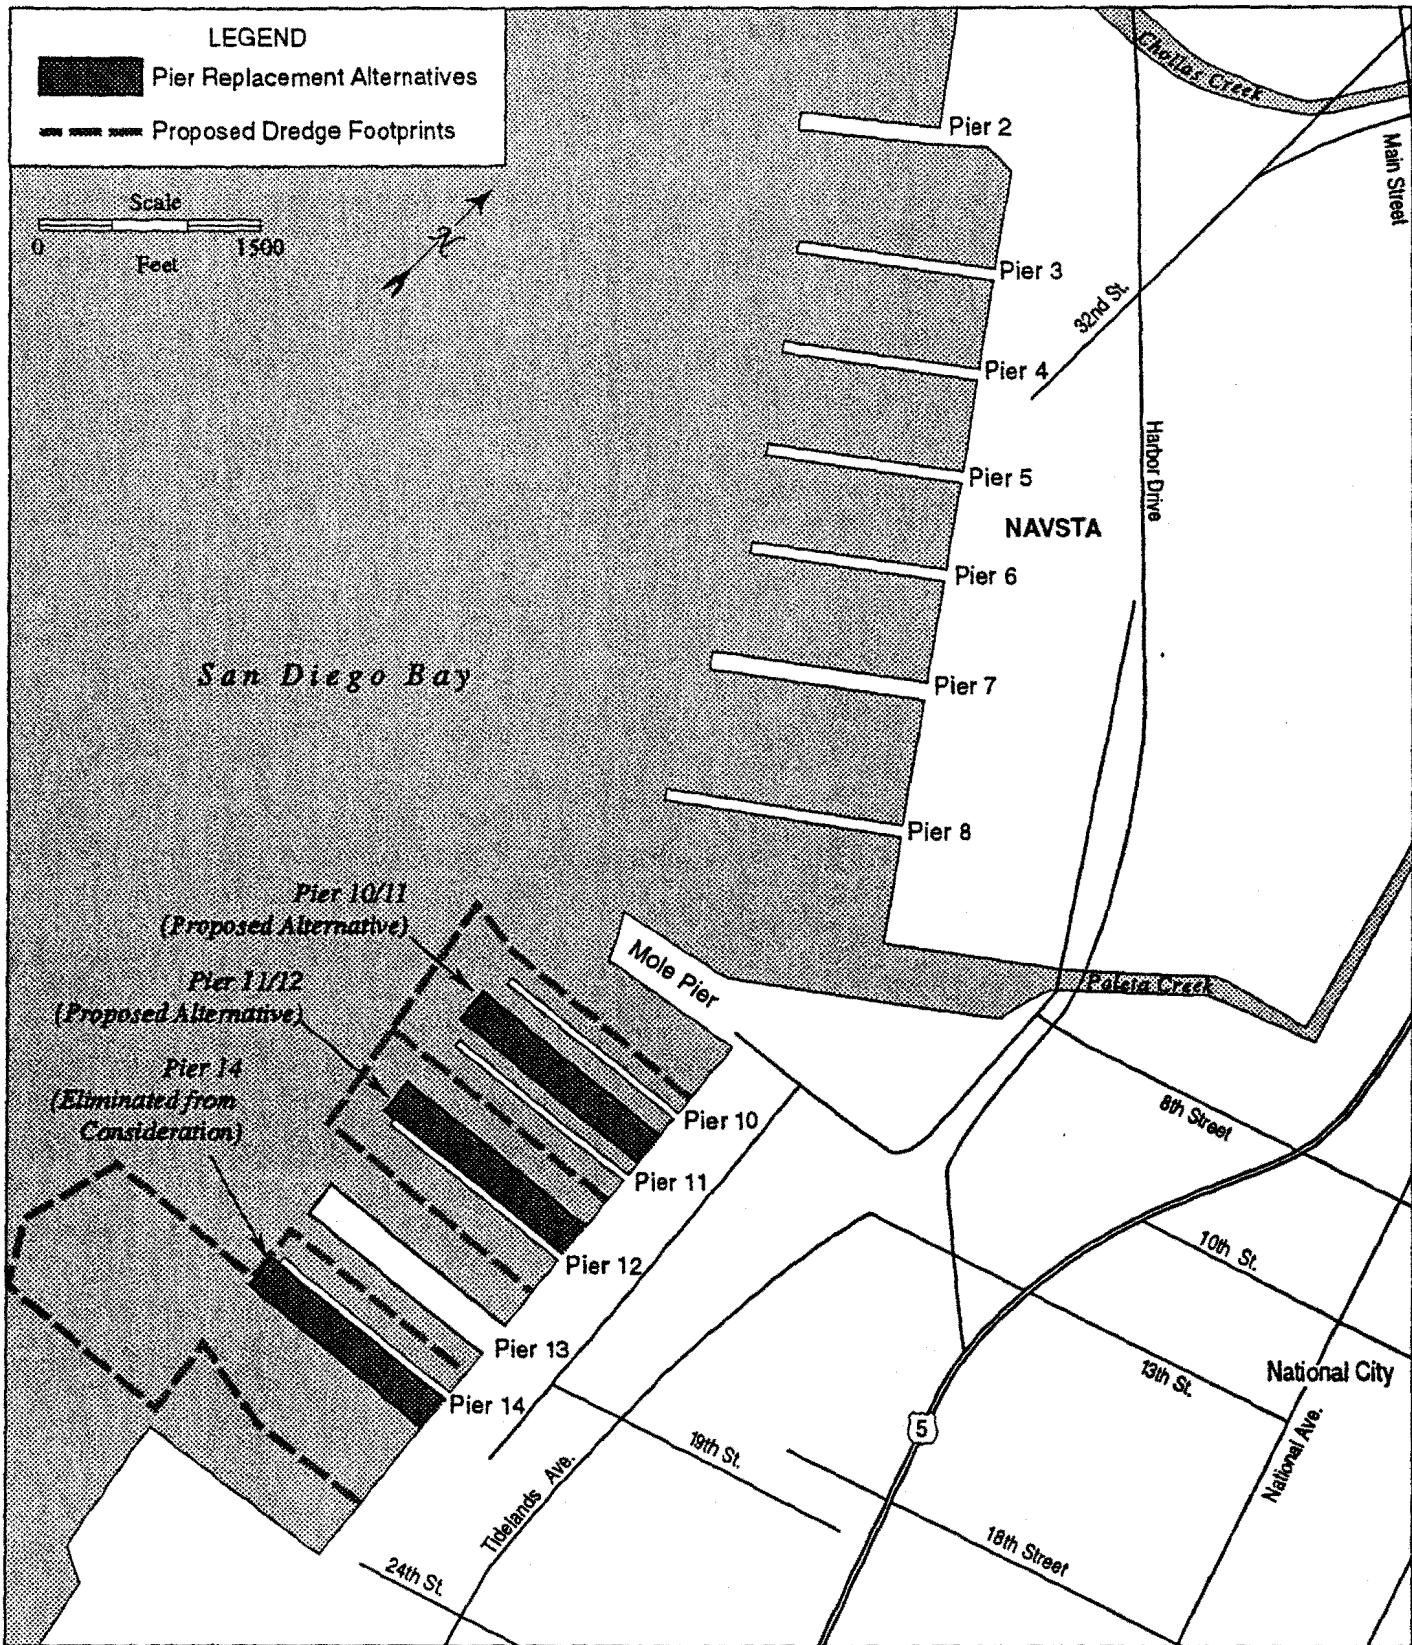 LEGEND
Pier Replacement Alternatives
Proposed Dredge Footprints
Scale
0 1500
Feet
N
Chollas Creek
Main Street
Pier 2
Pier 3
32nd St.
Pier 4
Harbor Drive
Pier 5
NAVSTA
Pier 6
San Diego Bay
Pier 7
Pier 8
Pier 10/11
(Proposed Alternative)
Mole Pier
Pier 11/12
(Proposed Alternative)
Paleta Creek
Pier 14
(Eliminated from
Consideration)
Pier 10
8th Street
Pier 11
Pier 12
10th St.
Pier 13
13th St.
National City
Pier 14
5
National Ave.
19th St.
Tidelands Ave.
18th Street
24th St.